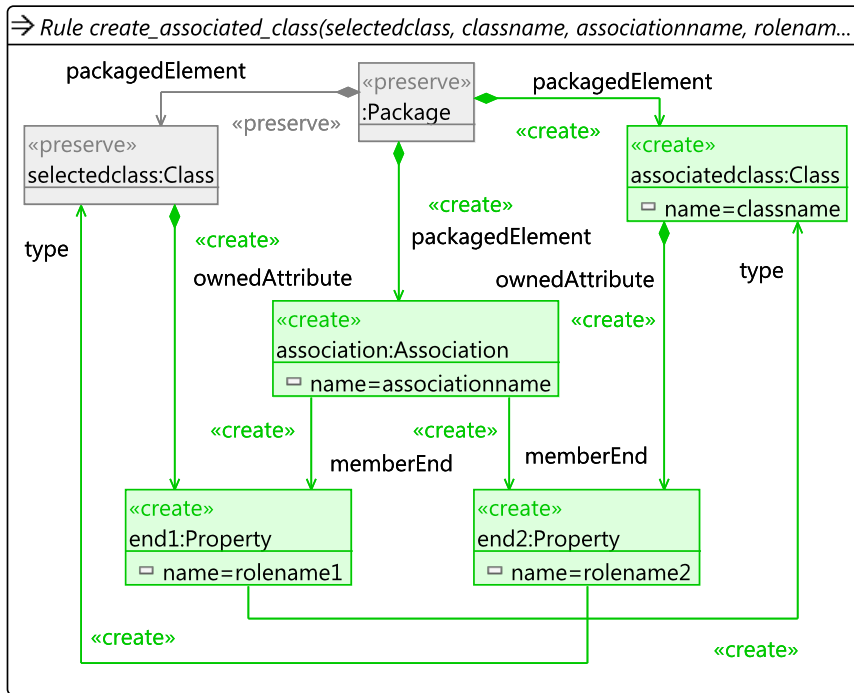 Rule create_associated_class(selectedclass, classname, associationname, rolenam...
packagedElement
«preserve»
:Package
packagedElement
«preserve»
«create»
«preserve»
selectedclass:Class
«create»
associatedclass:Class
name=classname
«create»
packagedElement
type
«create»
ownedAttribute
ownedAttribute
«create»
type
«create»
association:Association
name=associationname
«create»
memberEnd
«create»
memberEnd
«create»
end1:Property
name=rolename1
«create»
end2:Property
name=rolename2
«create»
«create»